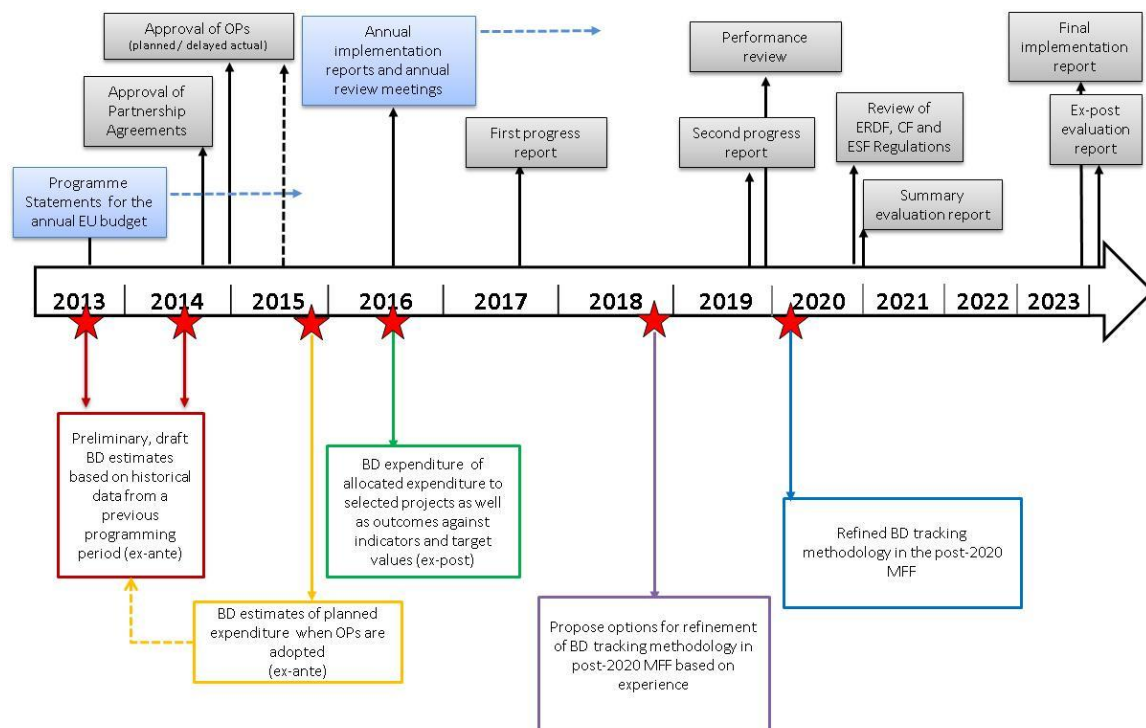 Approval of OPs
(planned / delayed actual)
Annual
implementation
reports and annual
review meetings
Performance
review
Final
implementation
report
Approval of
Partnership
Agreements
First progress
report
Second progress
report
Review of
ERDF, CF and
ESF Regulations
Ex-post
evaluation
report
Programme
Statements for the
annual EU budget
Summary
evaluation report
2013
2014
2015
2016
2017
2018
2019
2020
2021
2022
2023
Preliminary, draft
BD estimates
based on historical
data from a
previous
programming
period (ex-ante)
BD expenditure of
allocated expenditure to
selected projects as well
as outcomes against
indicators and target
values (ex-post)
Refined BD tracking
methodology in the post-2020
MFF
BD estimates of planned
expenditure when OPs are
adopted
(ex-ante)
Propose options for refinement
of BD tracking methodology in
post-2020 MFF based on
experience